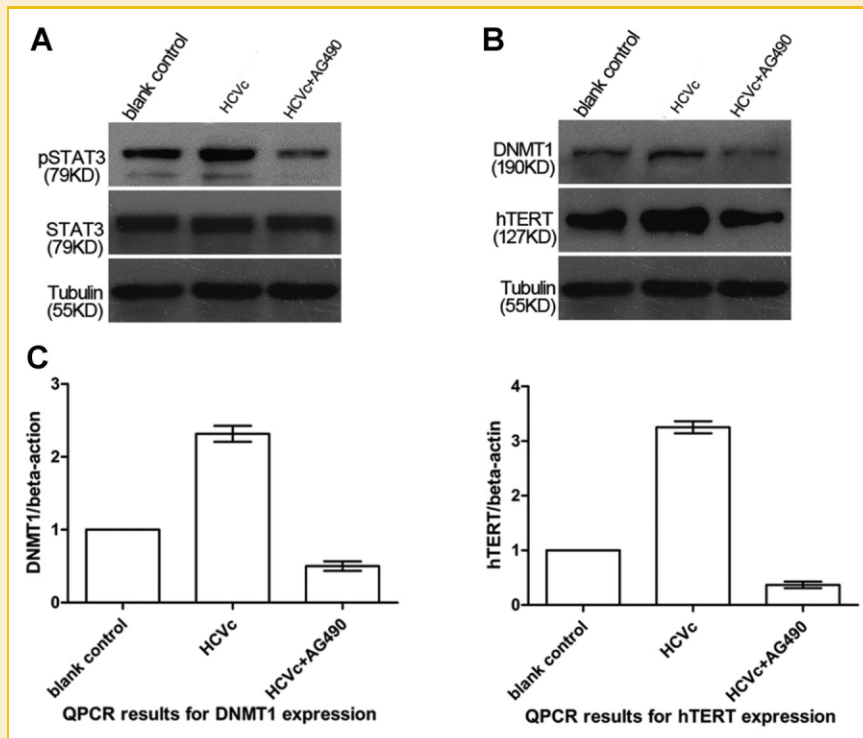 A
blank control
HCVc
HCVc+AG490
pSTAT3
(79KD)
STAT3
(79KD)
Tubulin
(55KD)
B
blank control
HCVc
HCVc+AG490
DNMT1
(190KD)
hTERT
(127KD)
Tubulin
(55KD)
C
DNMT1/beta-action
3
2
1
0
blank control
HCVc
HCVc+AG490
QPCR results for DNMT1 expression
hTERT/beta-actin
4
3
2
1
0
blank control
HCVc
HCVc+AG490
QPCR results for hTERT expression